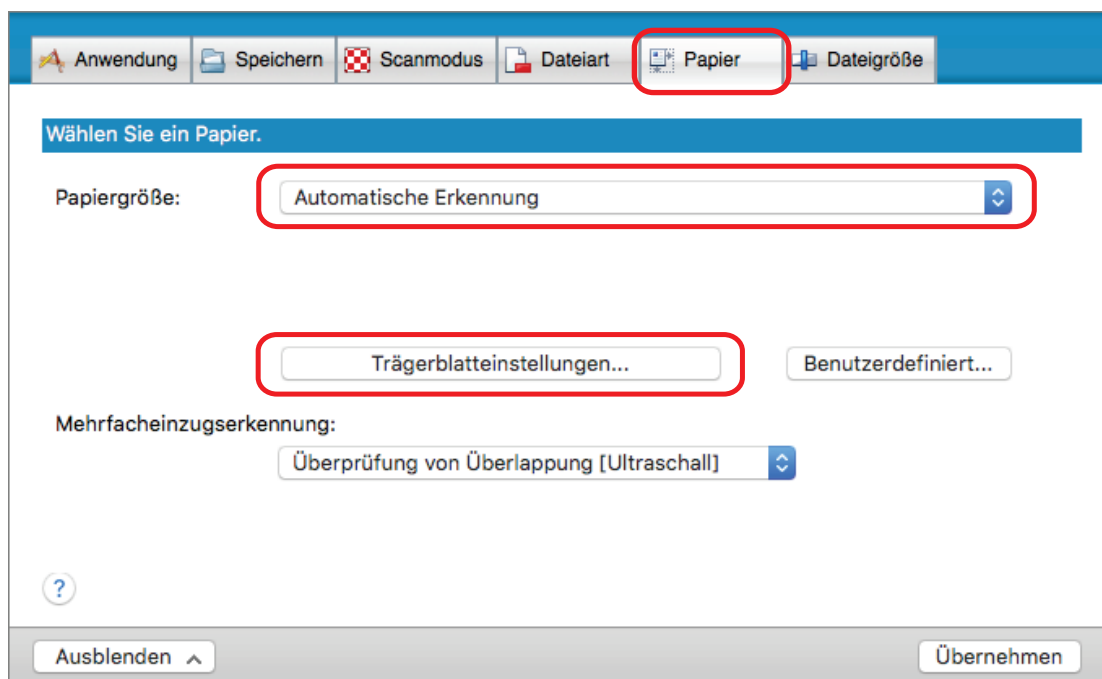 Anwendung Speichern Scanmodus Dateiart Papier Dateigröße
Wählen Sie ein Papier.
Papiergröße: Automatische Erkennung
Trägerblatteinstellungen... Benutzerdefiniert...
Mehrfacheinzugserkennung:
Überprüfung von Überlappung [Ultraschall]
?
Ausblenden Übernehmen